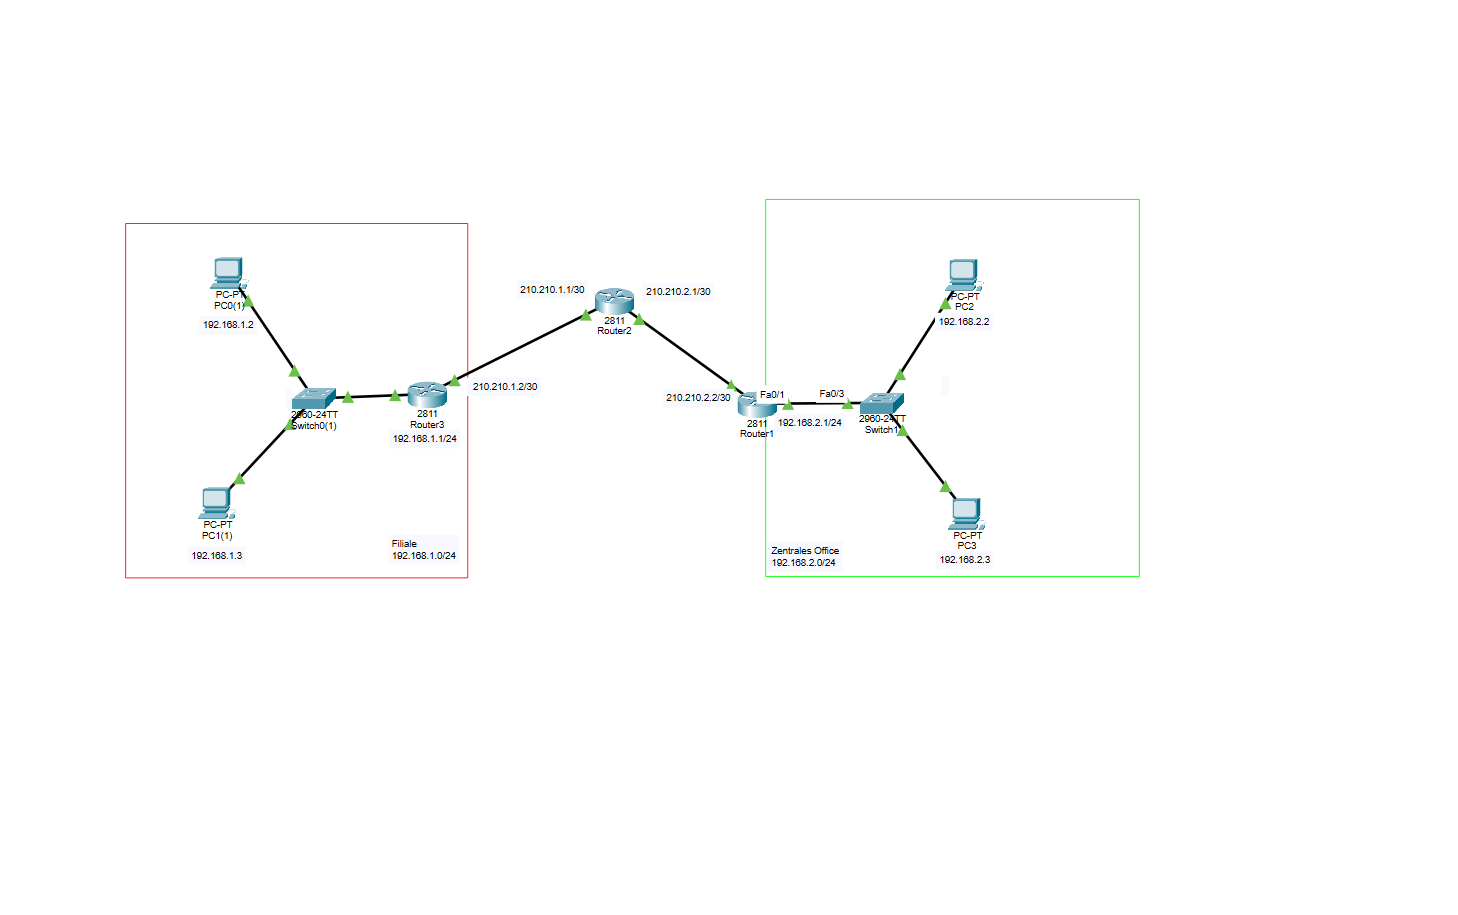 PC-PT
PC0(1)
192.168.1.2
2960-24TT
Switch0(1)
PC-PT
PC1(1)
192.168.1.3
2811
Router3
192.168.1.1/24
Filiale
192.168.1.0/24
210.210.1.2/30
210.210.1.1/30
2811
Router2
210.210.2.1/30
210.210.2.2/30
Fa0/1
2811
Router1
192.168.2.1/24
Fa0/3
2960-24TT
Switch1
PC-PT
PC2
192.168.2.2
PC-PT
PC3
192.168.2.3
Zentrales Office
192.168.2.0/24